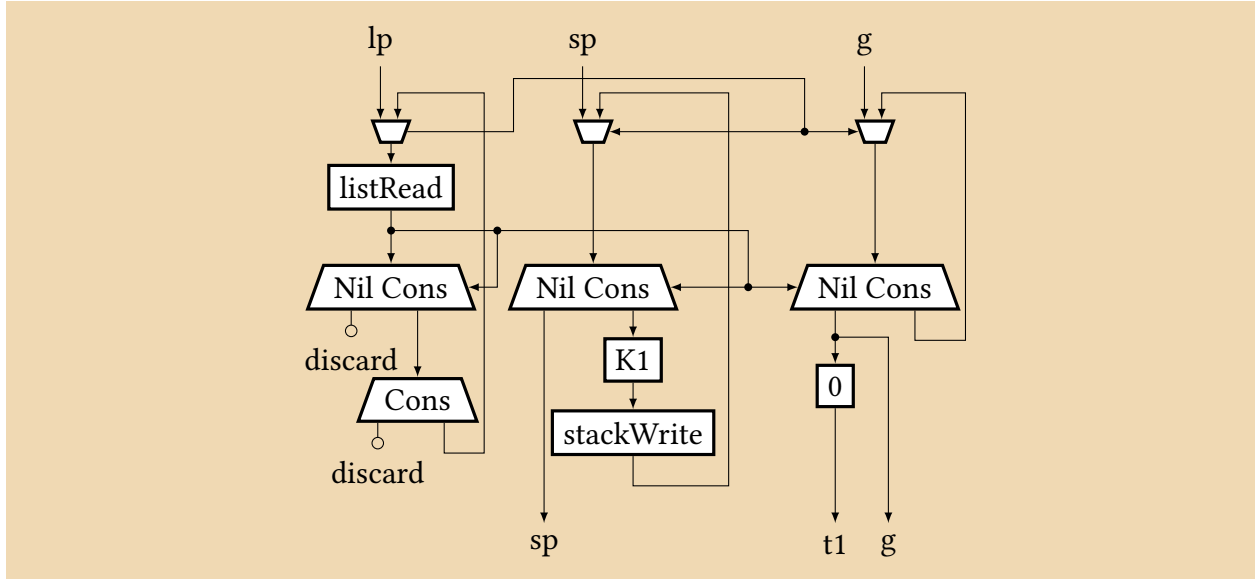 lp sp g
listRead
Nil Cons Nil Cons Nil Cons
discard K1 0
Cons
stackWrite
discard
sp t1 g